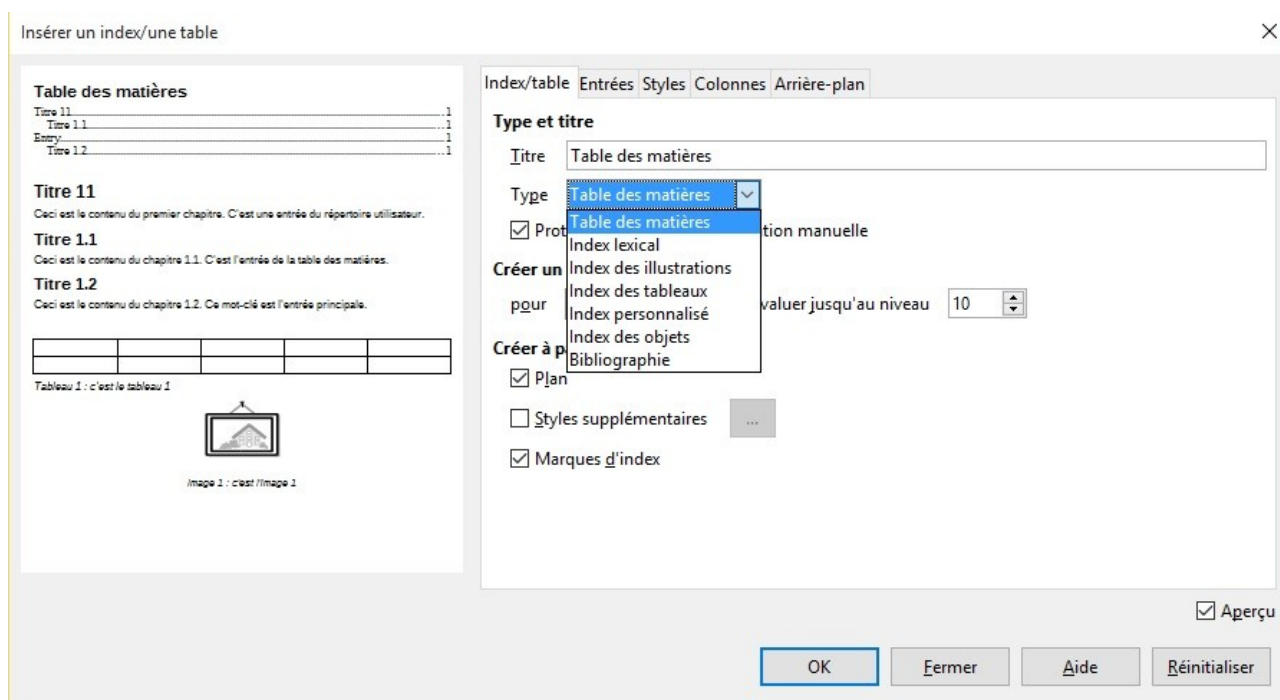 Insérer un index/une table
Table des matières
Titre 11 1
Titre 1.1 1
Entry 1
Titre 1.2 1
Titre 11
Ceci est le contenu du premier chapitre. C'est une entrée du répertoire utilisateur.
Titre 1.1
Ceci est le contenu du chapitre 1.1. C'est l'entrée de la table des matières.
Titre 1.2
Ceci est le contenu du chapitre 1.2. Ce mot-clé est l'entrée principale.
Tableau 1 : c'est le tableau 1
Image 1 : c'est l'image 1
Index/table Entrées Styles Colonnes Arrière-plan
Type et titre
Titre Table des matières
Type Table des matières
Table des matières
Index lexical
Index des illustrations
Index des tableaux
Index personnalisé
Index des objets
Bibliographie
Prot tion manuelle
Créer un
pour valuer jusqu'au niveau 10
Créer à p
Plan
Styles supplémentaires ...
Marques d'index
Aperçu
OK Fermer Aide Réinitialiser